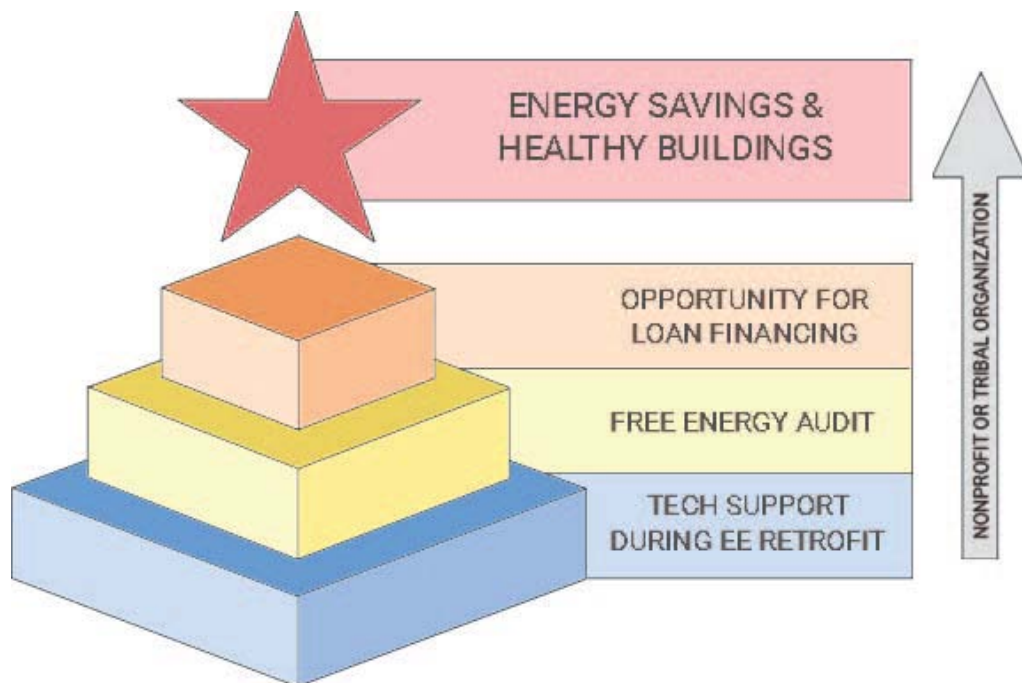 ENERGY SAVINGS &
HEALTHY BUILDINGS
OPPORTUNITY FOR
LOAN FINANCING
FREE ENERGY AUDIT
TECH SUPPORT
DURING EE RETROFIT
NONPROFIT OR TRIBAL ORGANIZATION